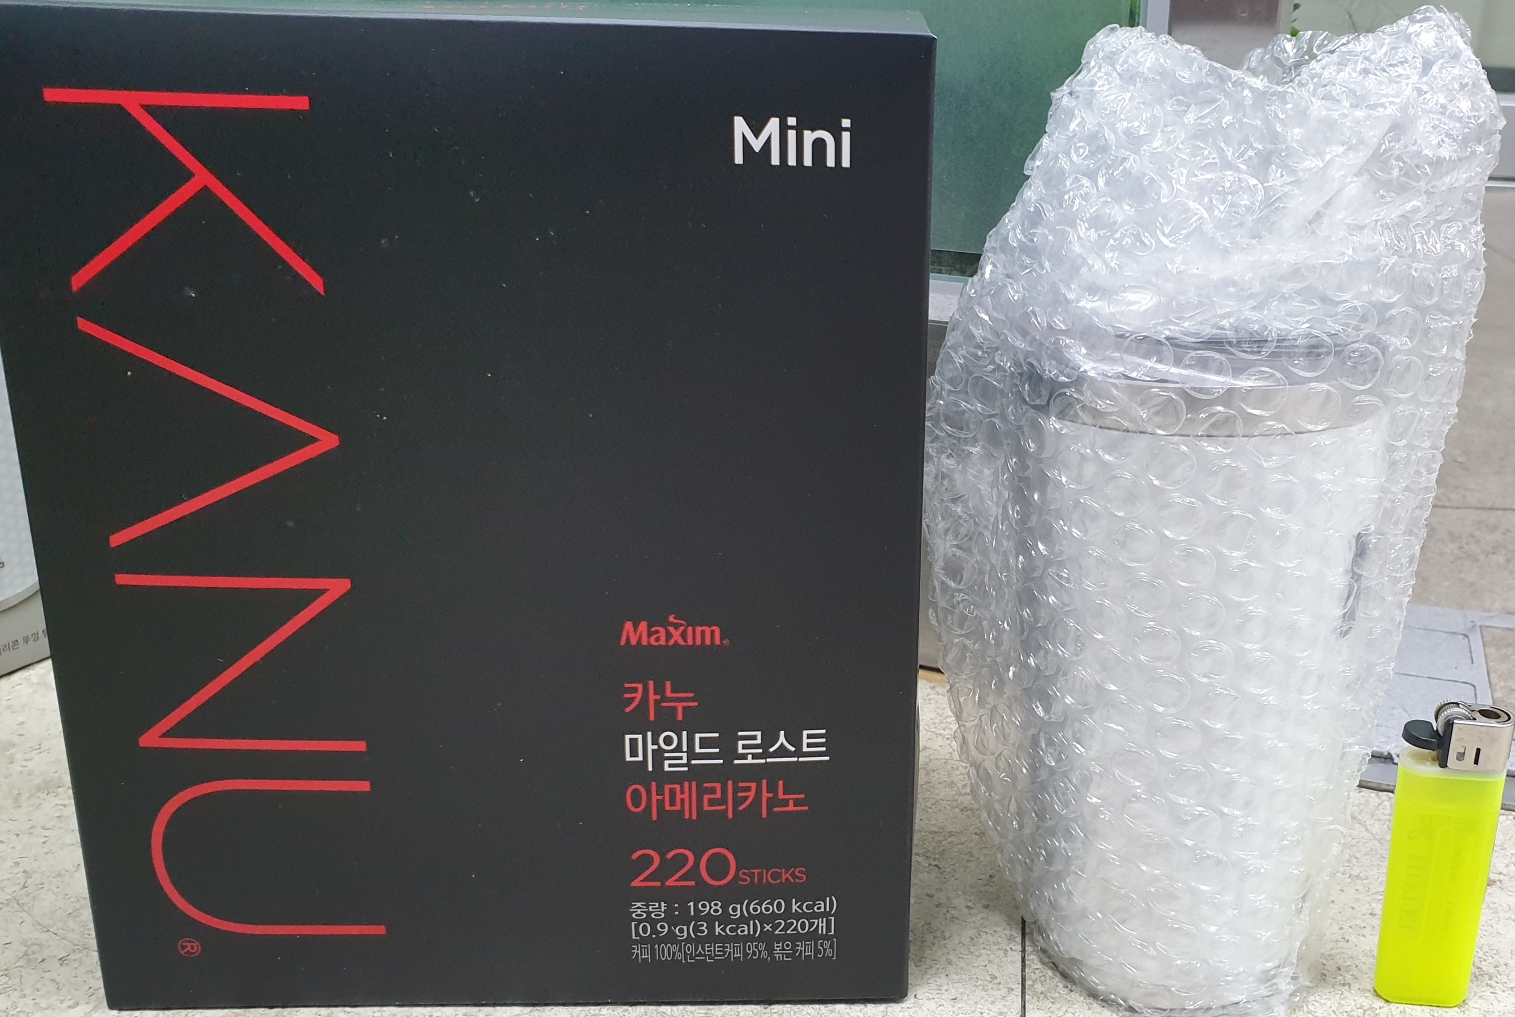 KANU®
Mini
Maxim®
카누
마일드 로스트
아메리카노
220 STICKS
중량 : 198 g(660 kcal)
[0.9 g(3 kcal)×220개]
커피 100%[인스턴트커피 95%, 볶은 커피 5%]